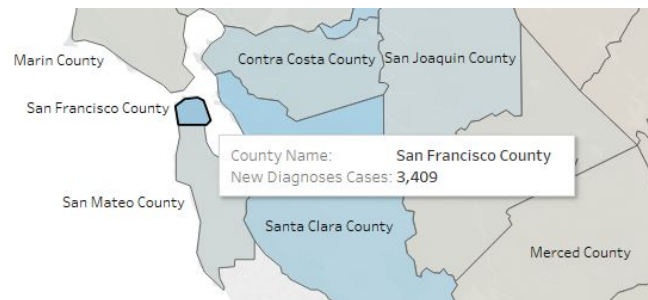 Marin County
Contra Costa County
San Joaquin County
San Francisco County
County Name: San Francisco County
New Diagnoses Cases: 3,409
San Mateo County
Santa Clara County
Merced County